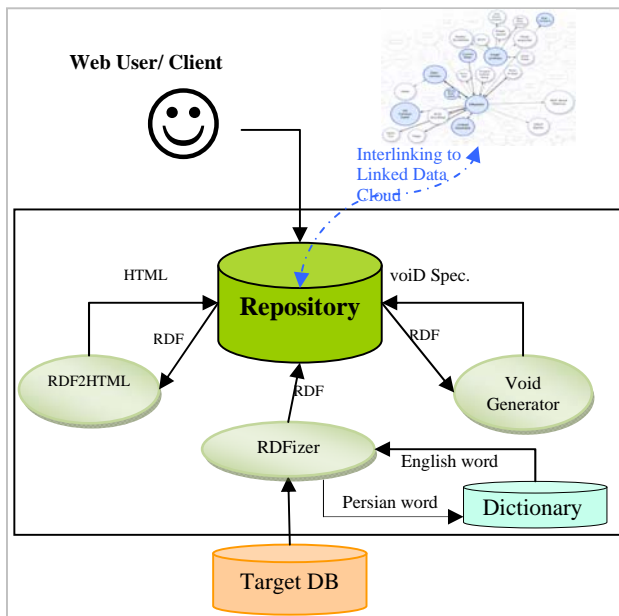 Web User/ Client
Interlinking to
Linked Data
Cloud
HTML
voiD Spec.
Repository
RDF
RDF
RDF2HTML
RDF
Void
Generator
RDFizer
English word
Persian word
Dictionary
Target DB